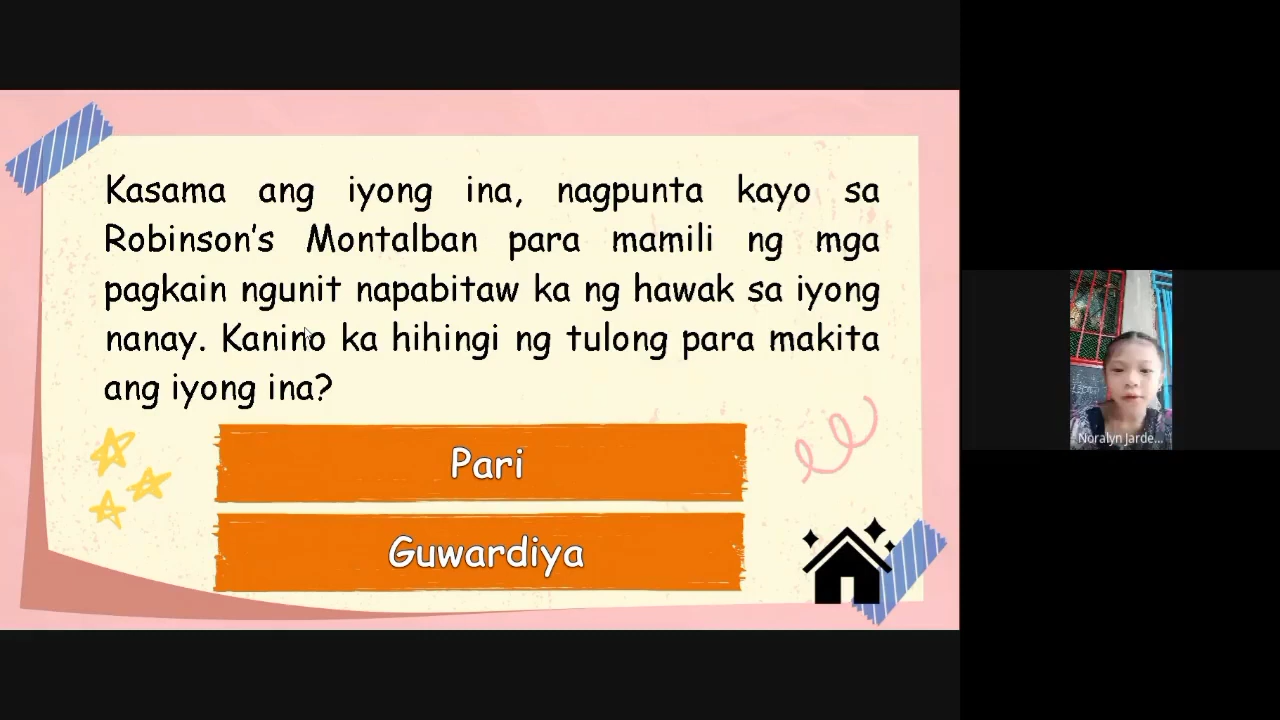 Kasama ang iyong ina, nagpunta kayo sa
Robinson's Montalban para mamili ng mga
pagkain ngunit napabitaw ka ng hawak sa iyong
nanay. Kanino ka hihingi ng tulong para makita
ang iyong ina?
Pari
Guwardiya
Noralyn Jarde...